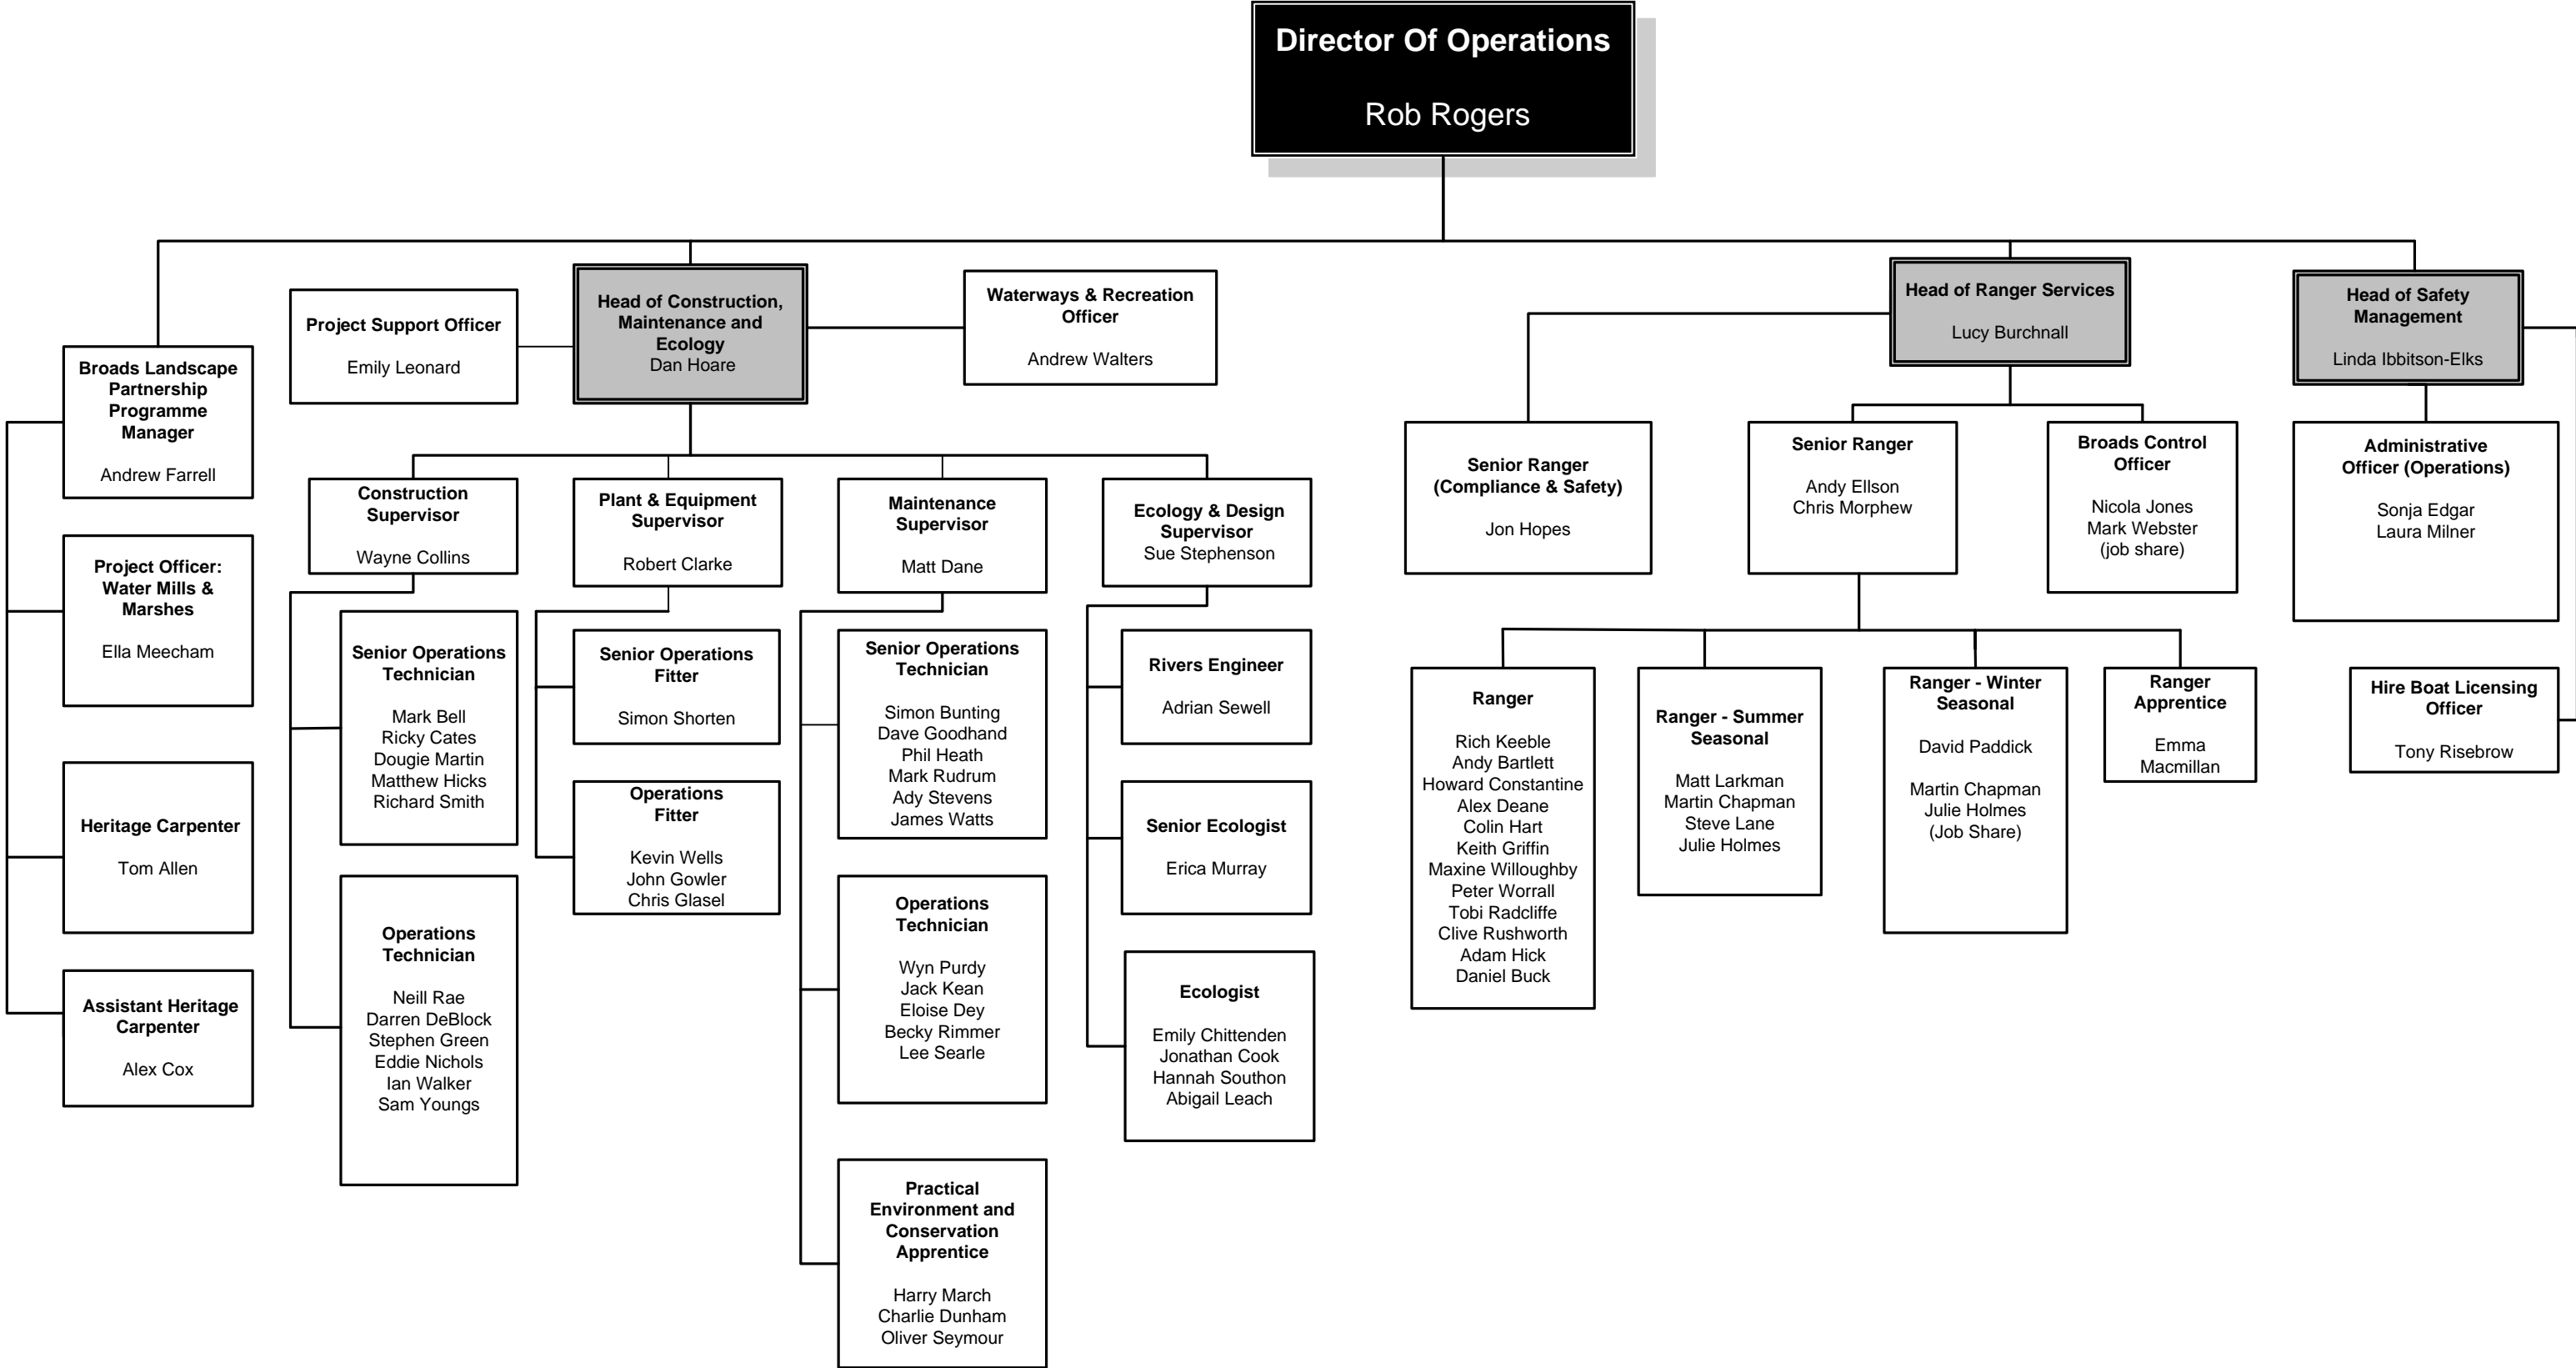 Director Of Operations
Rob Rogers
Broads Landscape
Partnership
Programme
Manager
Andrew Farrell
Project Officer:
Water Mills &
Marshes
Ella Meecham
Heritage Carpenter
Tom Allen
Assistant Heritage
Carpenter
Alex Cox
Project Support Officer
Emily Leonard
Head of Construction,
Maintenance and
Ecology
Dan Hoare
Waterways & Recreation
Officer
Andrew Walters
Construction
Supervisor
Wayne Collins
Senior Operations
Technician
Mark Bell
Ricky Cates
Dougie Martin
Matthew Hicks
Richard Smith
Operations
Technician
Neill Rae
Darren DeBlock
Stephen Green
Eddie Nichols
Ian Walker
Sam Youngs
Plant & Equipment
Supervisor
Robert Clarke
Senior Operations
Fitter
Simon Shorten
Operations
Fitter
Kevin Wells
John Gowler
Chris Glasel
Maintenance
Supervisor
Matt Dane
Senior Operations
Technician
Simon Bunting
Dave Goodhand
Phil Heath
Mark Rudrum
Ady Stevens
James Watts
Operations
Technician
Wyn Purdy
Jack Kean
Eloise Dey
Becky Rimmer
Lee Searle
Practical
Environment and
Conservation
Apprentice
Harry March
Charlie Dunham
Oliver Seymour
Ecology & Design
Supervisor
Sue Stephenson
Rivers Engineer
Adrian Sewell
Senior Ecologist
Erica Murray
Ecologist
Emily Chittenden
Jonathan Cook
Hannah Southon
Abigail Leach
Head of Ranger Services
Lucy Burchnall
Senior Ranger
(Compliance & Safety)
Jon Hopes
Senior Ranger
Andy Ellson
Chris Morphew
Broads Control
Officer
Nicola Jones
Mark Webster
(job share)
Ranger
Rich Keeble
Andy Bartlett
Howard Constantine
Alex Deane
Colin Hart
Keith Griffin
Maxine Willoughby
Peter Worrall
Tobi Radcliffe
Clive Rushworth
Adam Hick
Daniel Buck
Ranger - Summer
Seasonal
Matt Larkman
Martin Chapman
Steve Lane
Julie Holmes
Ranger - Winter
Seasonal
David Paddick
Martin Chapman
Julie Holmes
(Job Share)
Ranger
Apprentice
Emma
Macmillan
Head of Safety
Management
Linda Ibbitson-Elks
Administrative
Officer (Operations)
Sonja Edgar
Laura Milner
Hire Boat Licensing
Officer
Tony Risebrow